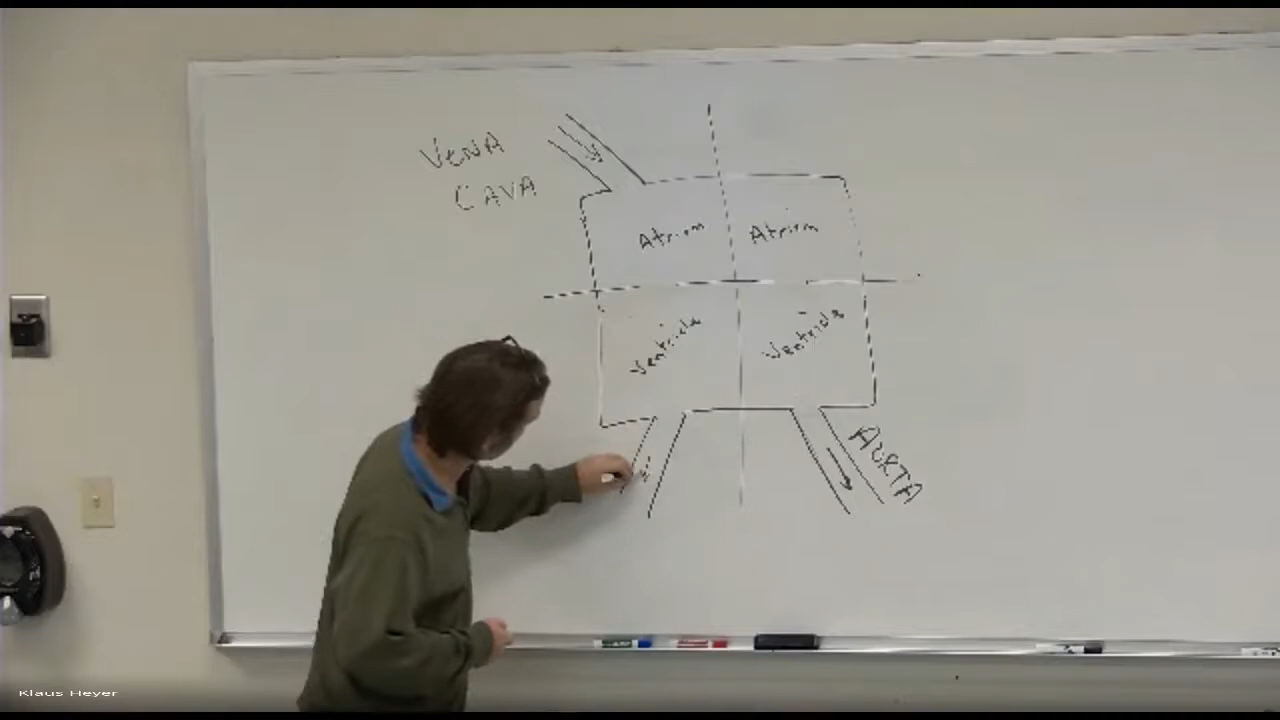 VENA
CAVA
Atrium Atrium
Ventricle Ventricle
AORTA
Klaus Heyer